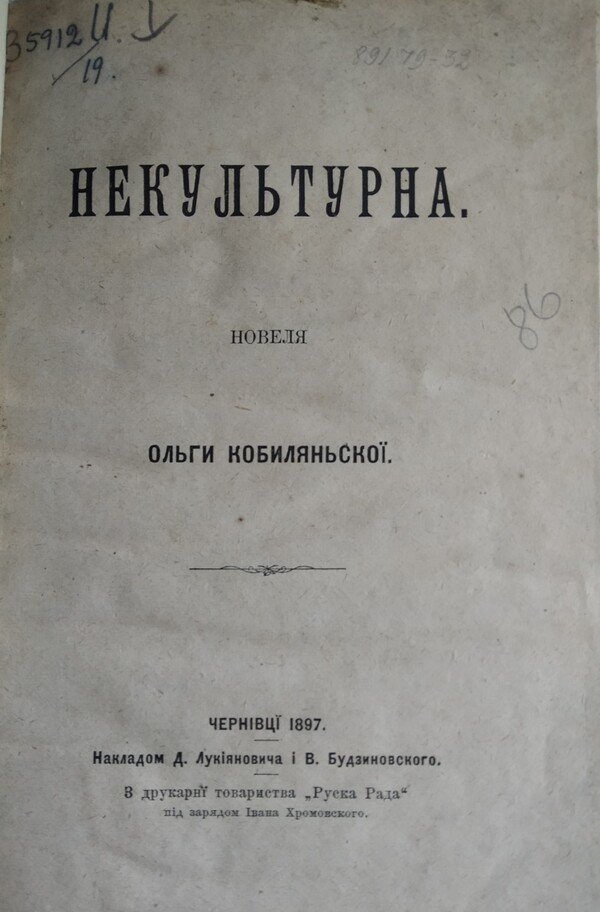 35912 И.
19.
891 79-32
НЕКУЛЬТУРНА.
86
НОВЕЛЯ
ОЛЬГИ КОБИЛЯНЬСКОЇ.
ЧЕРНІВЦЇ 1897.
Накладом Д. Лукіяновича і В. Будзиновского.
З друкарнї товариства „Руска Рада“
під зарядом Івана Хромовского.